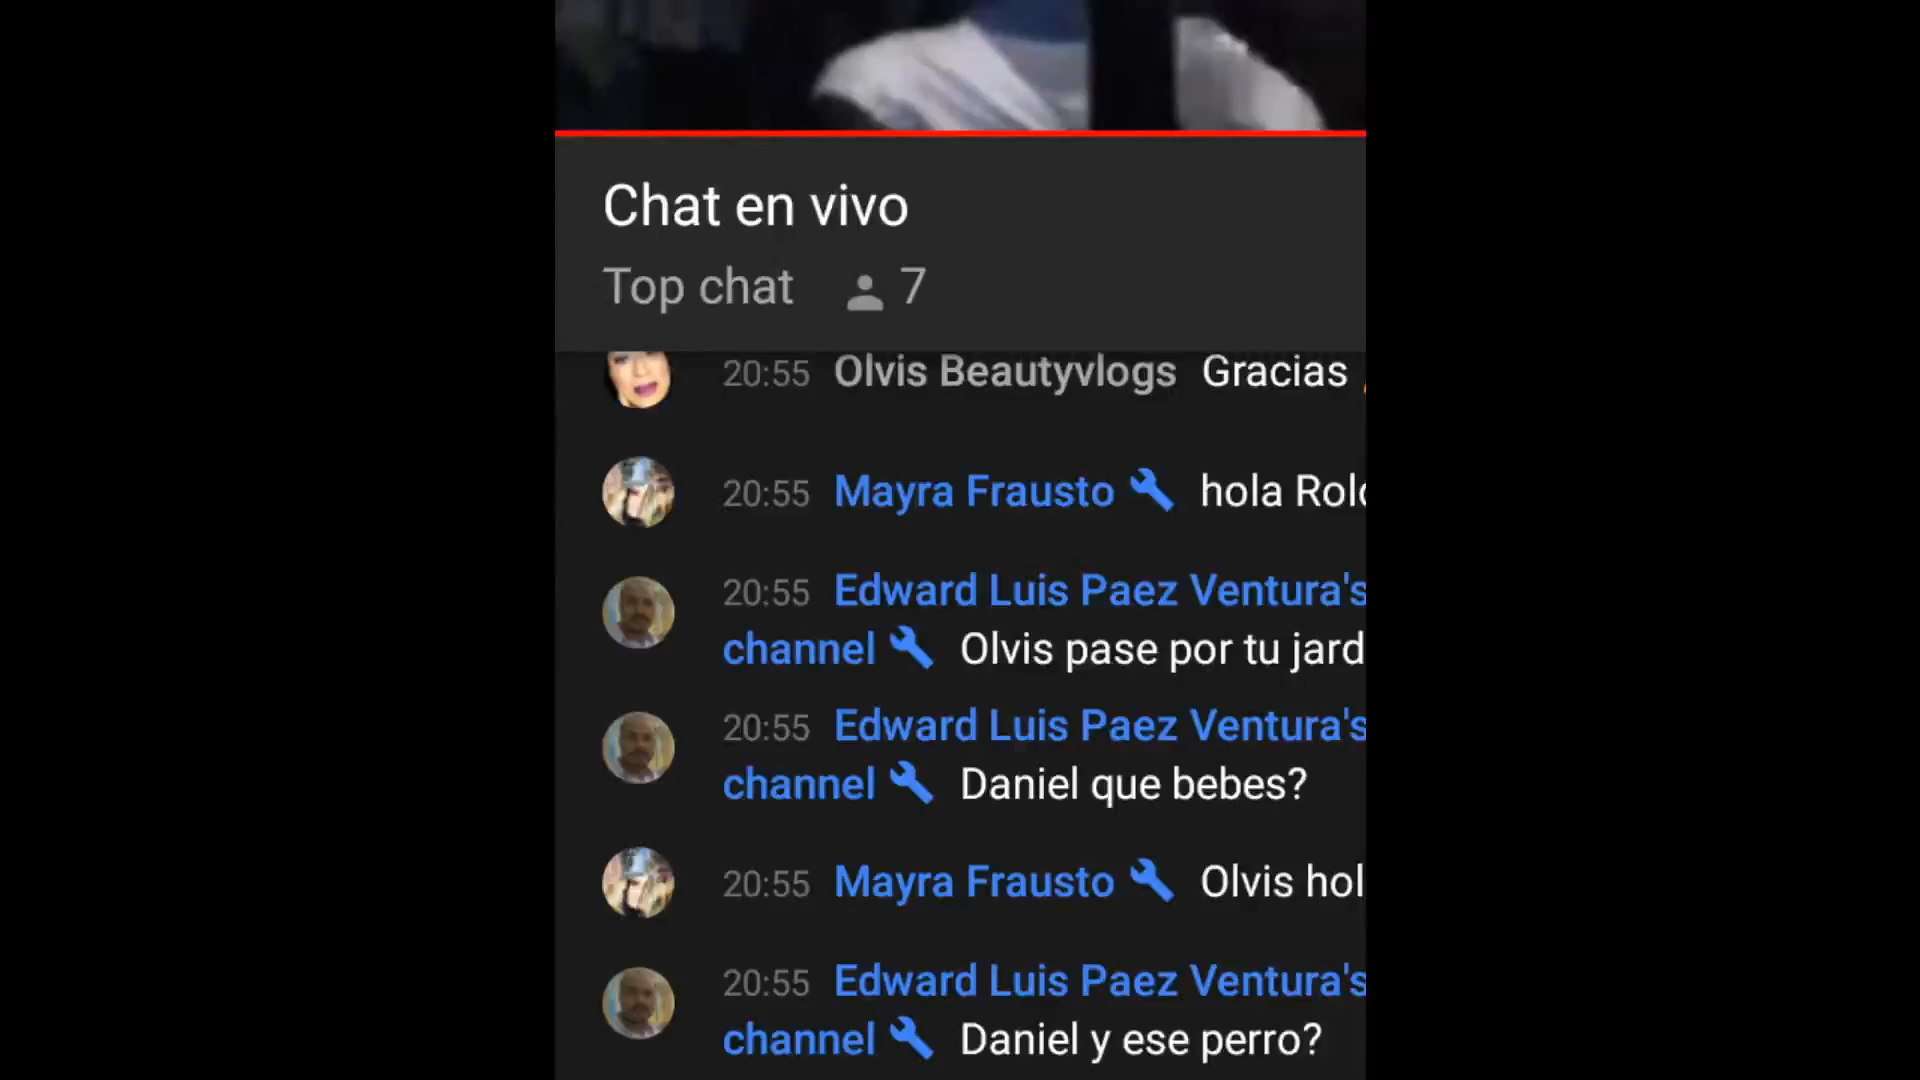 Chat en vivo
Top chat 7
20:55 Olvis Beautyvlogs Gracias
20:55 Mayra Frausto hola
20:55 Edward Luis Paez Ventura's
channel Olvis pase por tu
20:55 Edward Luis Paez Ventura's
channel Daniel que bebes?
20:55 Mayra Frausto Olvis
20:55 Edward Luis Paez Ventura's
channel Daniel y ese perro?